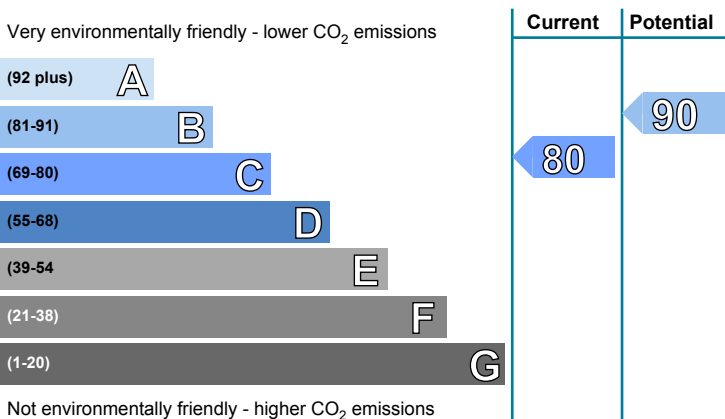 Current Potential
Very environmentally friendly - lower CO2 emissions
(92 plus) A
(81-91) B
90
(69-80) C
80
(55-68) D
(39-54 E
(21-38) F
(1-20) G
Not environmentally friendly - higher CO2 emissions